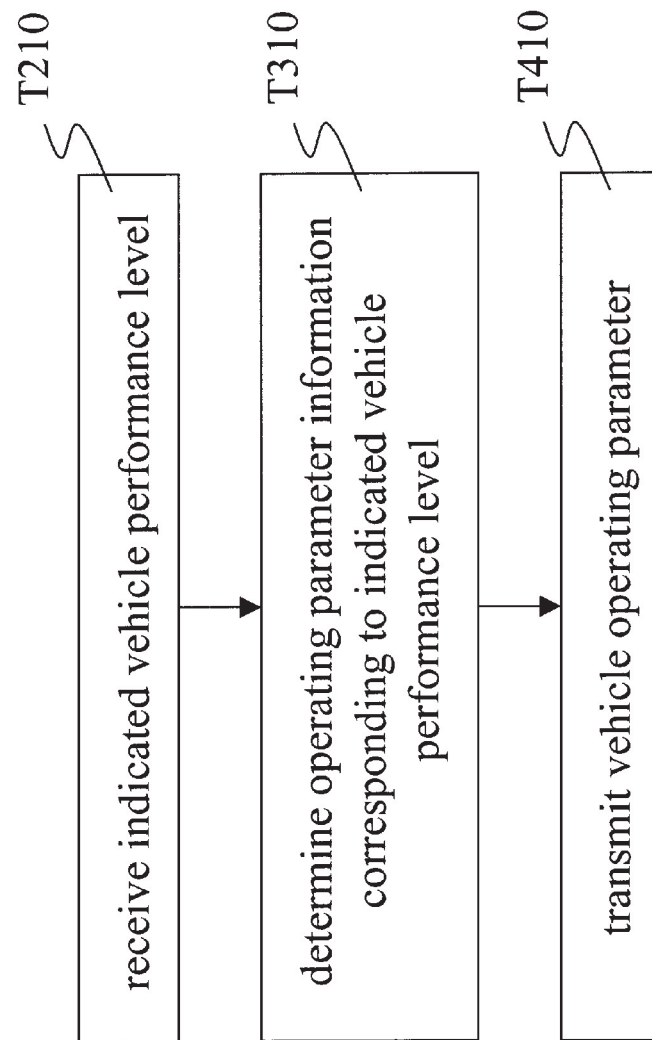 T210
receive indicated vehicle performance level
T310
determine operating parameter information
corresponding to indicated vehicle
performance level
T410
transmit vehicle operating parameter